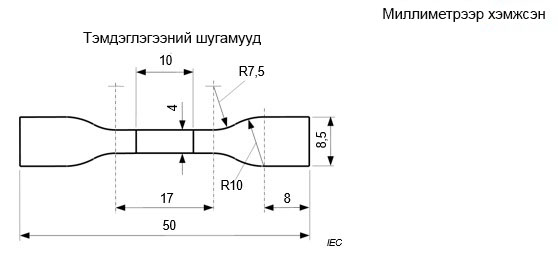 Миллиметрээр хэмжсэн
Тэмдэглэгээний шугамууд
10
R7,5
4
8,5
R10
17
8
50
IEC